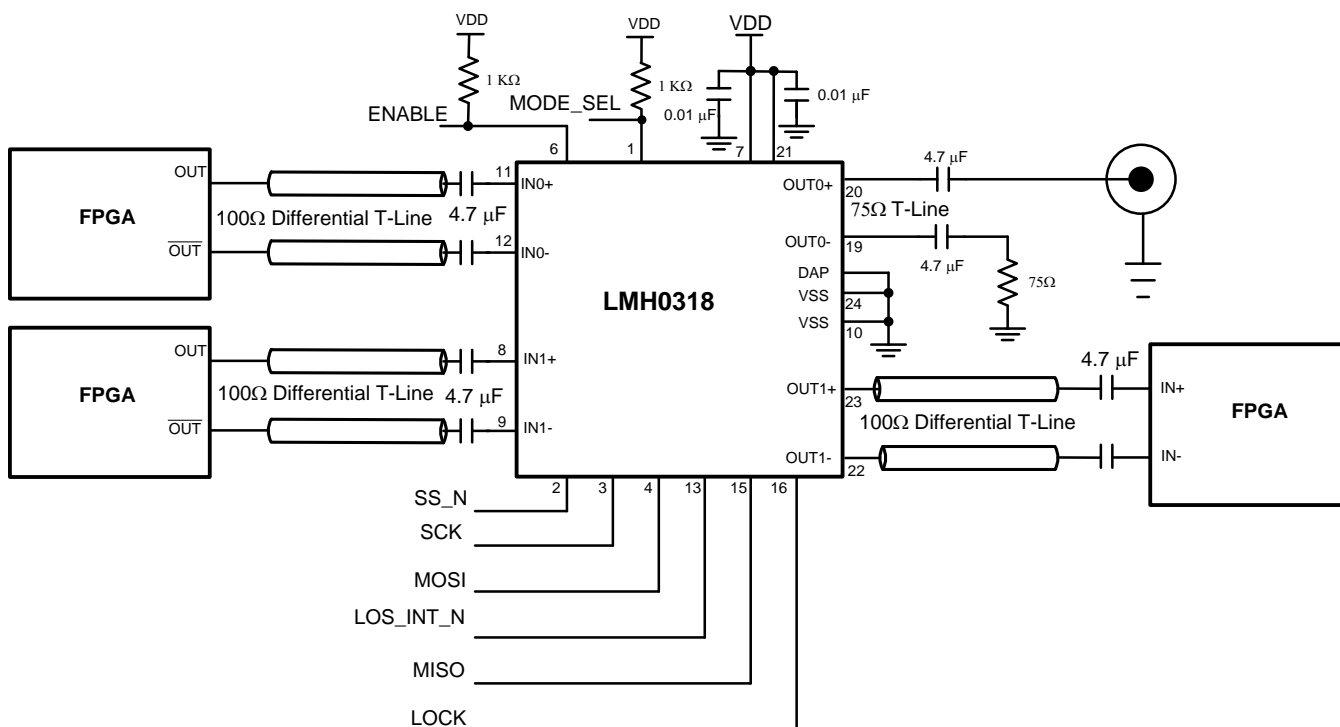 VDD
VDD
VDD
1 KΩ
1 KΩ
0.01 µF
0.01 µF
ENABLE
MODE_SEL
6
1
7
21
FPGA
OUT
OUT
100Ω Differential T-Line
4.7 µF
11
IN0+
12
IN0-
FPGA
OUT
OUT
100Ω Differential T-Line
4.7 µF
8
IN1+
9
IN1-
LMH0318
OUT0+
20
4.7 µF
75Ω T-Line
OUT0-
19
4.7 µF
75Ω
DAP
VSS
24
VSS
10
OUT1+
23
100Ω Differential T-Line
4.7 µF
OUT1-
22
IN+
FPGA
IN-
2
3
4
13
15
16
SS_N
SCK
MOSI
LOS_INT_N
MISO
LOCK